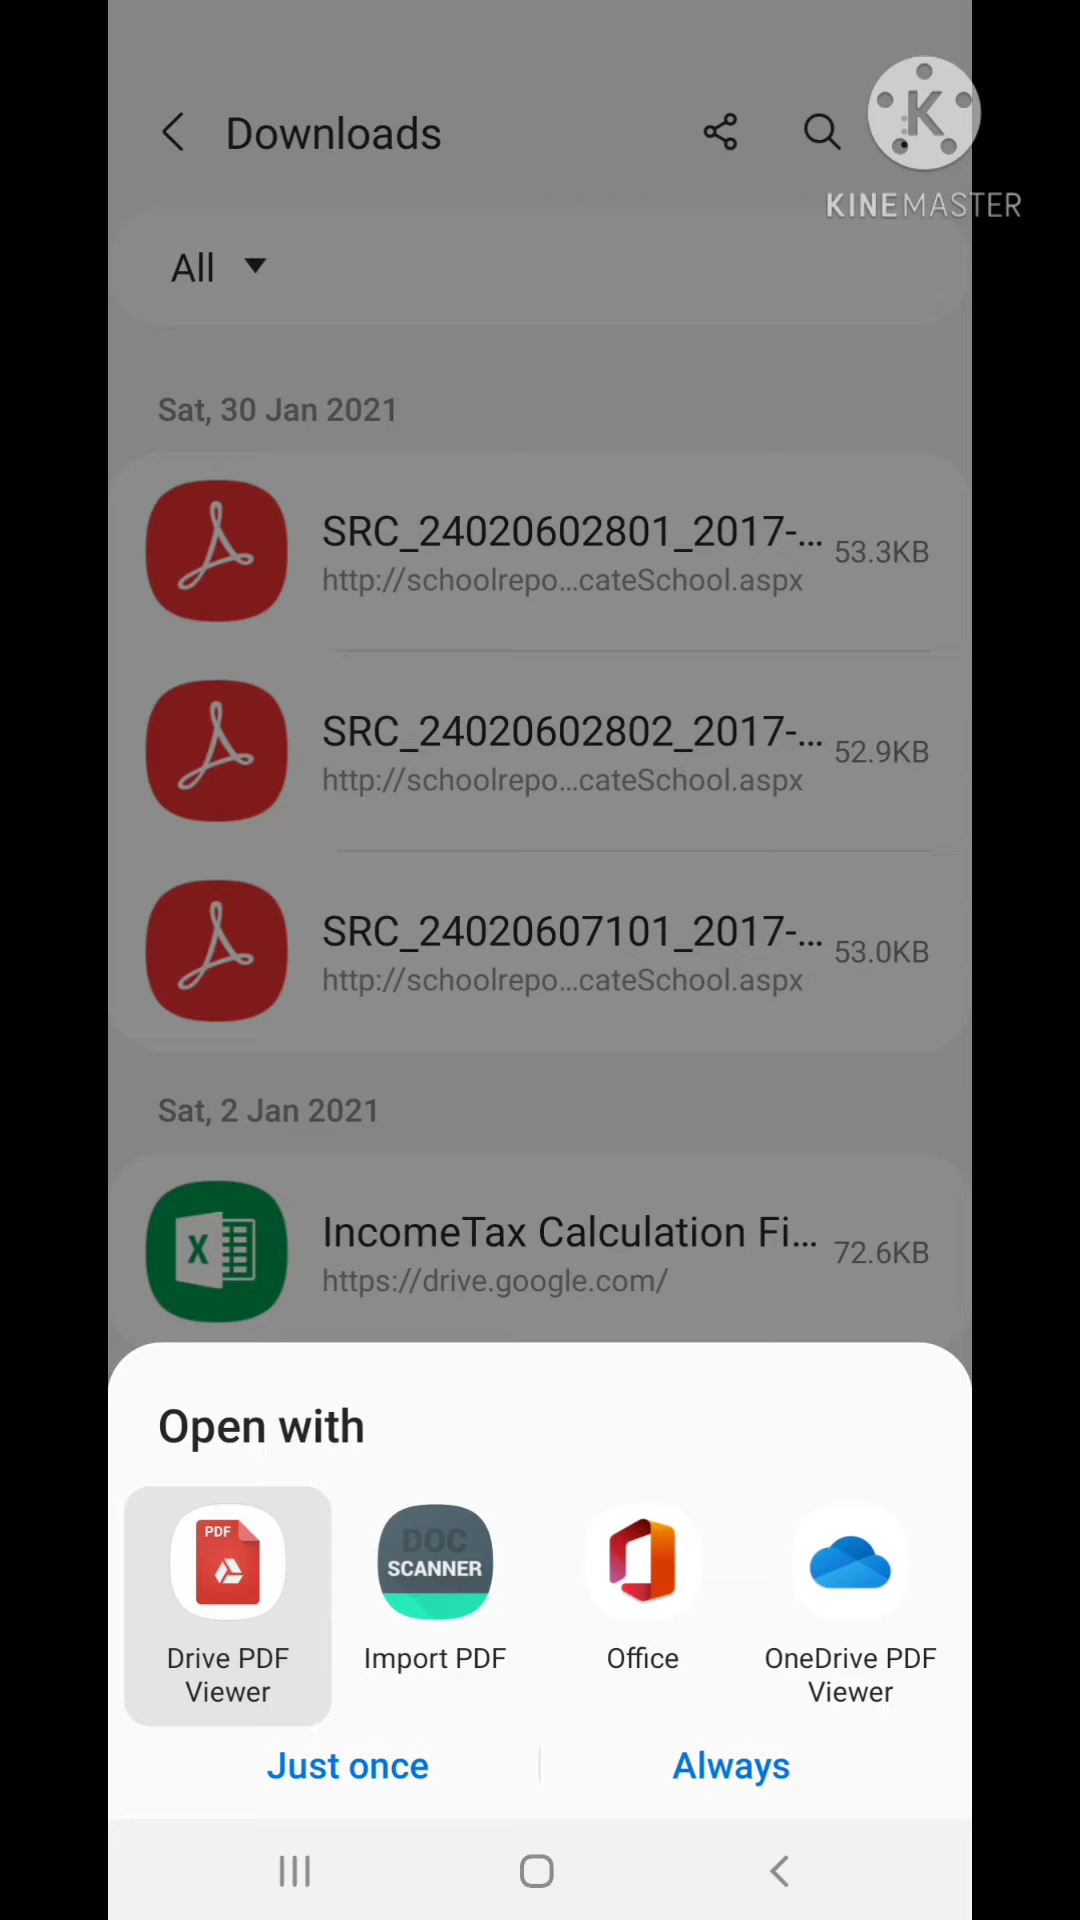 Downloads
K
KINEMASTER
All
Sat, 30 Jan 2021
SRC_24020602801_2017-...
53.3KB
http://schoolrepo...cateSchool.aspx
SRC_24020602802_2017-...
52.9KB
http://schoolrepo...cateSchool.aspx
SRC_24020607101_2017-...
53.0KB
http://schoolrepo...cateSchool.aspx
Sat, 2 Jan 2021
X
IncomeTax Calculation Fi...
72.6KB
https://drive.google.com/
Open with
PDF
DOC
SCANNER
Drive PDF
Viewer
Import PDF
Office
OneDrive PDF
Viewer
Just once
Always